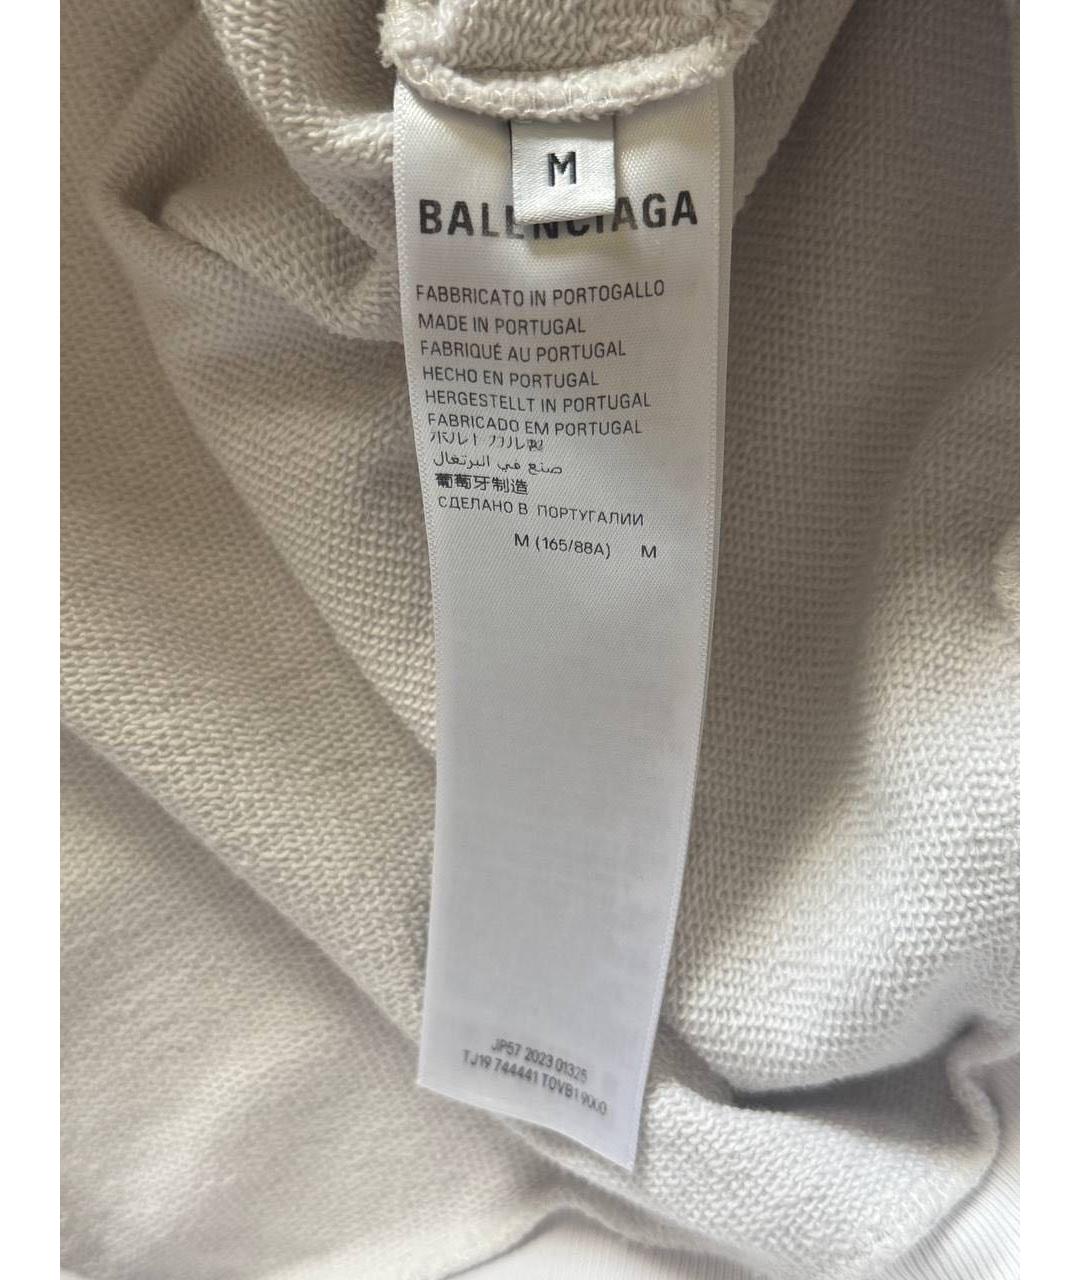 M
BALENCIAGA
FABBRICATO IN PORTOGALLO
MADE IN PORTUGAL
FABRIQUÉ AU PORTUGAL
HECHO EN PORTUGAL
HERGESTELLT IN PORTUGAL
FABRICADO EM PORTUGAL
ポルトガル製
صنع في البرتغال
葡萄牙制造
СДЕЛАНО В ПОРТУГАЛИИ
M (165/88A) M
JP57 2023 01325
TJ19 744441 TOVB1 9000